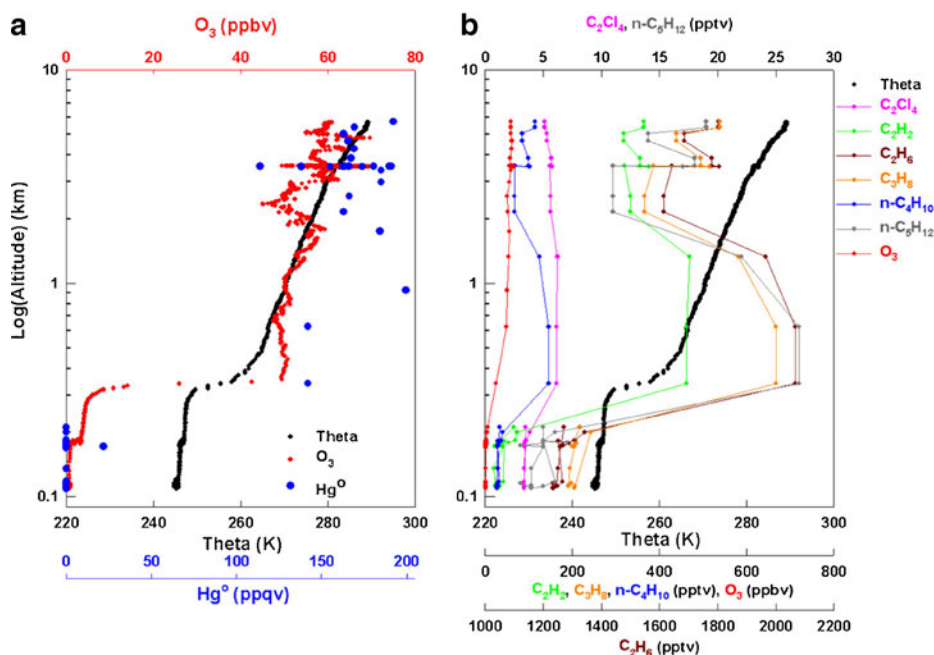 a
O₃ (ppbv)
0 20 40 60 80
10
1
0.1
Log(Altitude) (km)
Theta
O₃
Hg⁰
220 240 260 280 300
Theta (K)
0 50 100 150 200
Hg⁰ (ppqv)
b
C₂Cl₄, n-C₅H₁₂ (pptv)
0 5 10 15 20 25 30
10
1
0.1
220 240 260 280 300
Theta (K)
0 200 400 600 800
C₂H₂, C₃H₈, n-C₄H₁₀ (pptv), O₃ (ppbv)
1000 1200 1400 1600 1800 2000 2200
C₂H₆ (pptv)
Theta
C₂Cl₄
C₂H₂
C₂H₆
C₃H₈
n-C₄H₁₀
n-C₅H₁₂
O₃